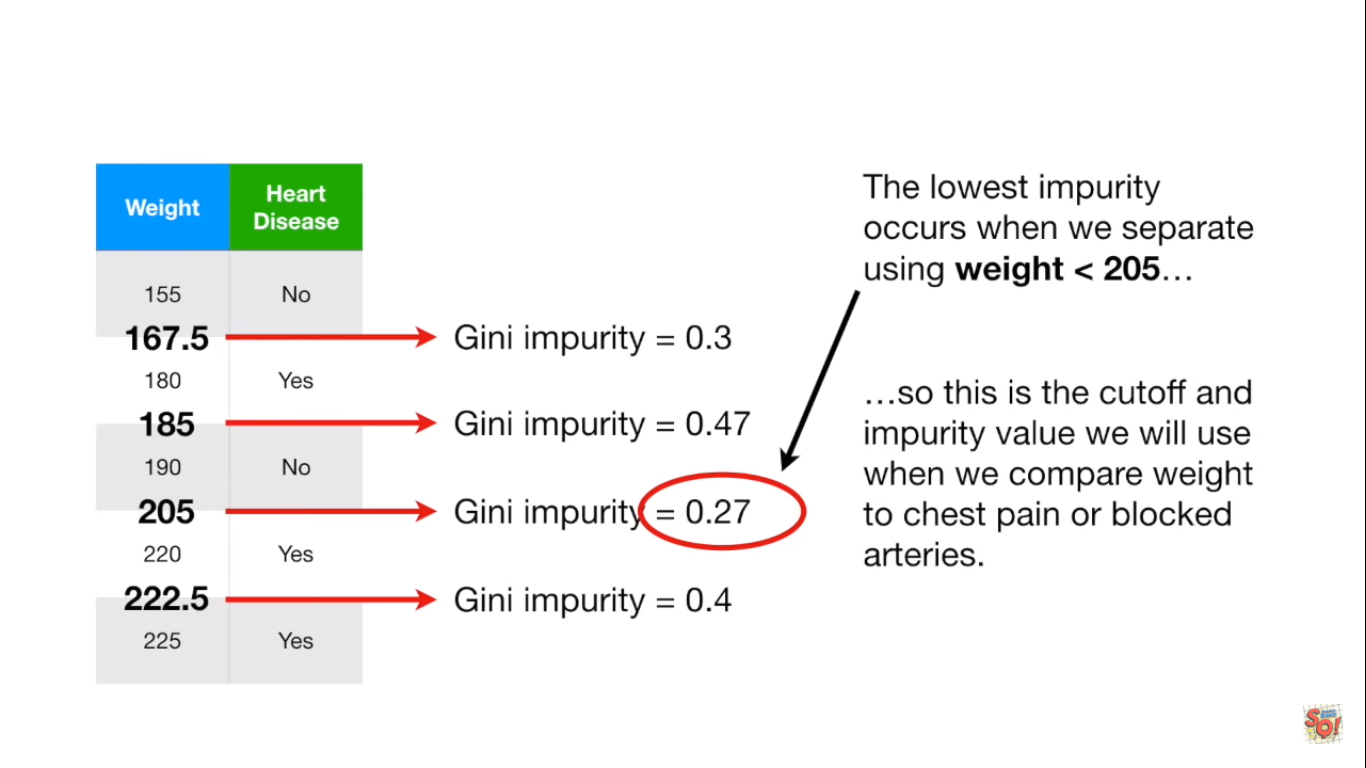 Weight
Heart
Disease
155 No
167.5 Gini impurity = 0.3
180 Yes
185 Gini impurity = 0.47
190 No
205 Gini impurity = 0.27
220 Yes
222.5 Gini impurity = 0.4
225 Yes
The lowest impurity
occurs when we separate
using weight < 205…
…so this is the cutoff and
impurity value we will use
when we compare weight
to chest pain or blocked
arteries.
SQ!